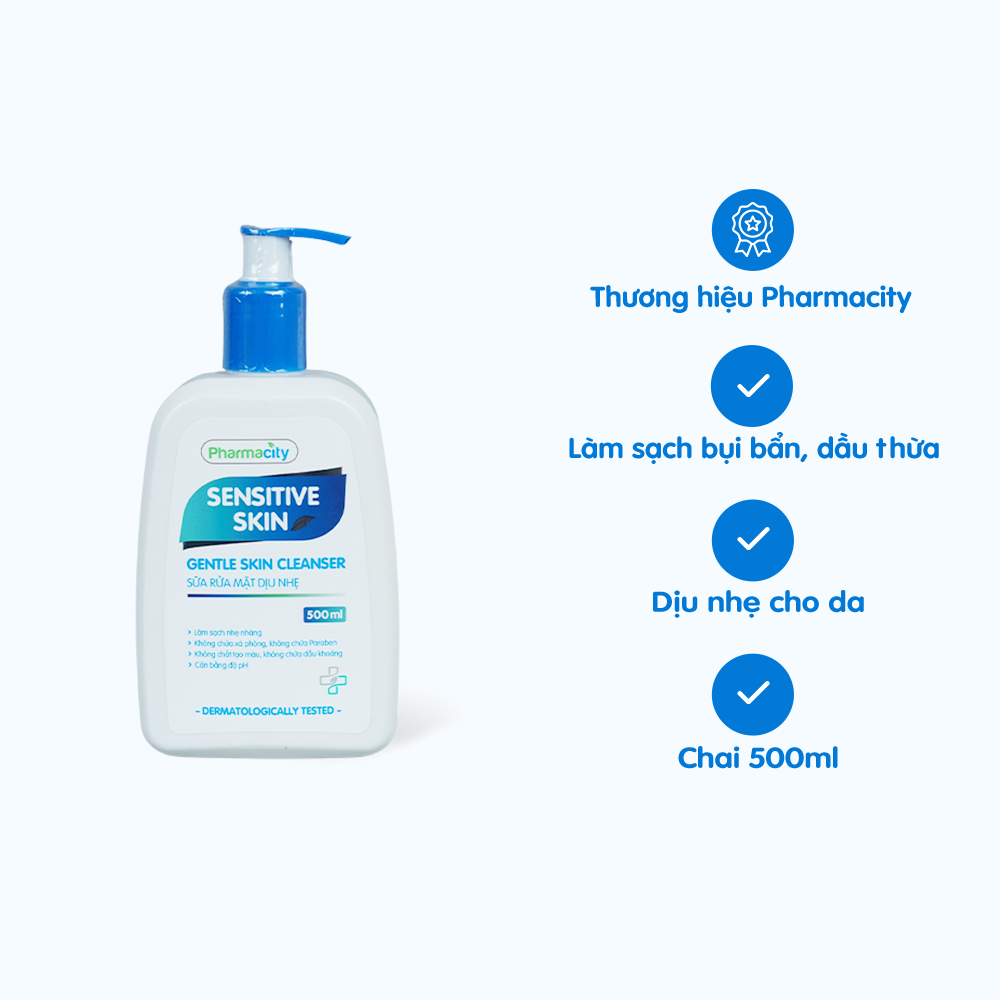 Pharmacity
SENSITIVE
SKIN
GENTLE SKIN CLEANSER
SỮA RỬA MẶT DỊU NHẸ
500ml
> Làm sạch nhẹ nhàng
> Không chứa xà phòng, không chứa Paraben
> Không chất tạo màu, không chứa dầu khoáng
> Cân bằng độ pH
- DERMATOLOGICALLY TESTED -
Thương hiệu Pharmacity
Làm sạch bụi bẩn, dầu thừa
Dịu nhẹ cho da
Chai 500ml